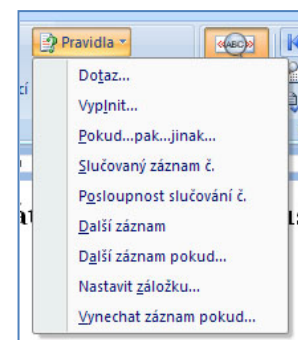 Pravidla
«ABC»
Dotaz...
Vyplnit...
Pokud...pak...jinak...
Slučovaný záznam č.
Posloupnost slučování č.
Další záznam
Další záznam pokud...
Nastavit záložku...
Vynechat záznam pokud...